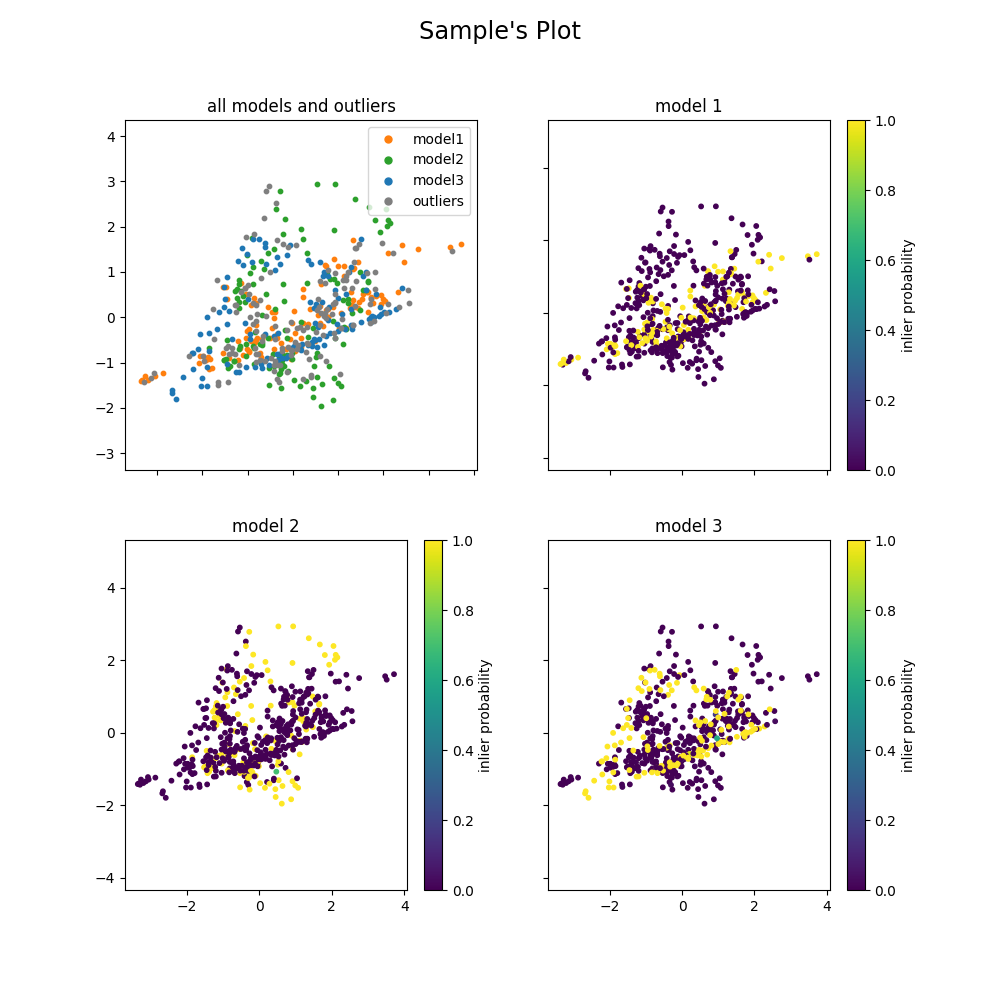 Sample's Plot
all models and outliers
4
3
2
1
0
−1
−2
−3
model1
model2
model3
outliers
model 1
1.0
0.8
0.6
0.4
0.2
0.0
inlier probability
model 2
4
2
0
−2
−4
−2 0 2 4
1.0
0.8
0.6
0.4
0.2
0.0
inlier probability
model 3
−2 0 2 4
1.0
0.8
0.6
0.4
0.2
0.0
inlier probability